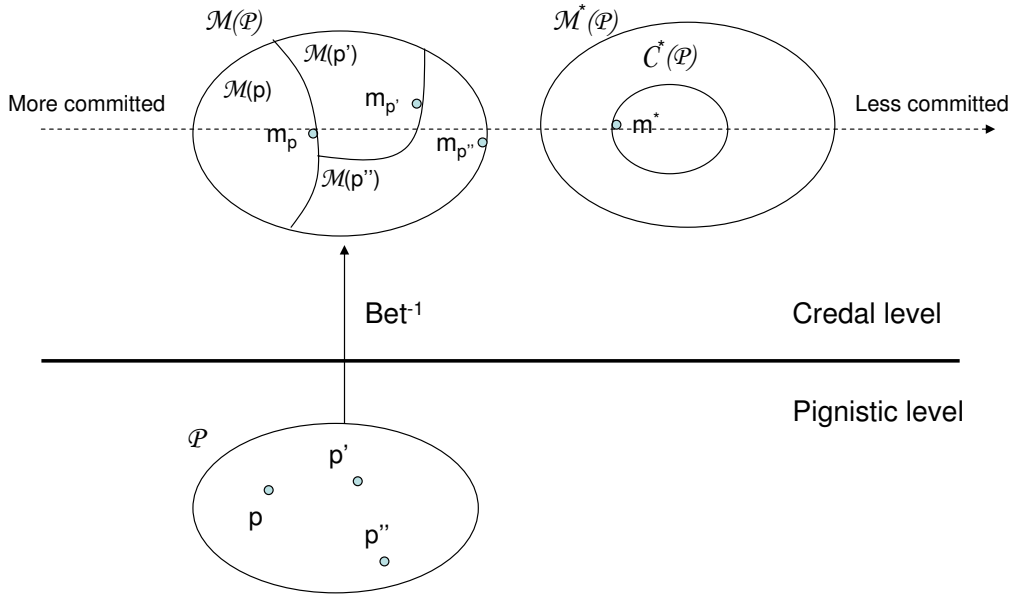 ℳ(𝒫)
ℳ*(𝒫)
ℳ(p')
C*(𝒫)
ℳ(p)
More committed
m_p'
Less committed
m_p
m*
m_p''
ℳ(p'')
Bet⁻¹
Credal level
Pignistic level
𝒫
p'
p
p''